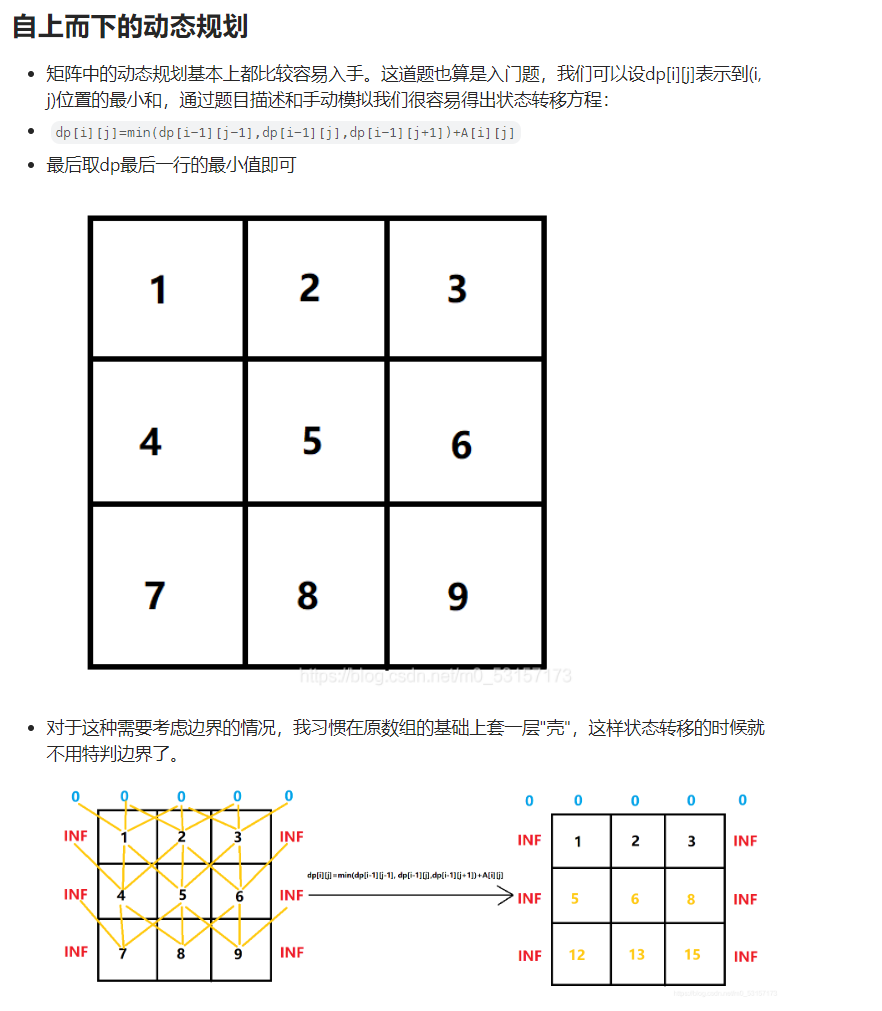 自上而下的动态规划
矩阵中的动态规划基本上都比较容易入手。这道题也算是入门题，我们可以设dp[i][j]表示到(i,
j)位置的最小和，通过题目描述和手动模拟我们很容易得出状态转移方程：
dp[i][j]=min(dp[i-1][j-1],dp[i-1][j],dp[i-1][j+1])+A[i][j]
最后取dp最后一行的最小值即可
1 2 3
4 5 6
7 8 9
https://blog.csdn.net/m0_53157173
对于这种需要考虑边界的情况，我习惯在原数组的基础上套一层"壳"，这样状态转移的时候就
不用特判边界了。
0 0 0 0 0
INF 1 2 3 INF
INF 4 5 6 INF
INF 7 8 9 INF
dp[i][j]=min(dp[i-1][j-1], dp[i-1][j],dp[i-1][j+1])+A[i][j]
0 0 0 0 0
INF 1 2 3 INF
INF 5 6 8 INF
INF 12 13 15 INF